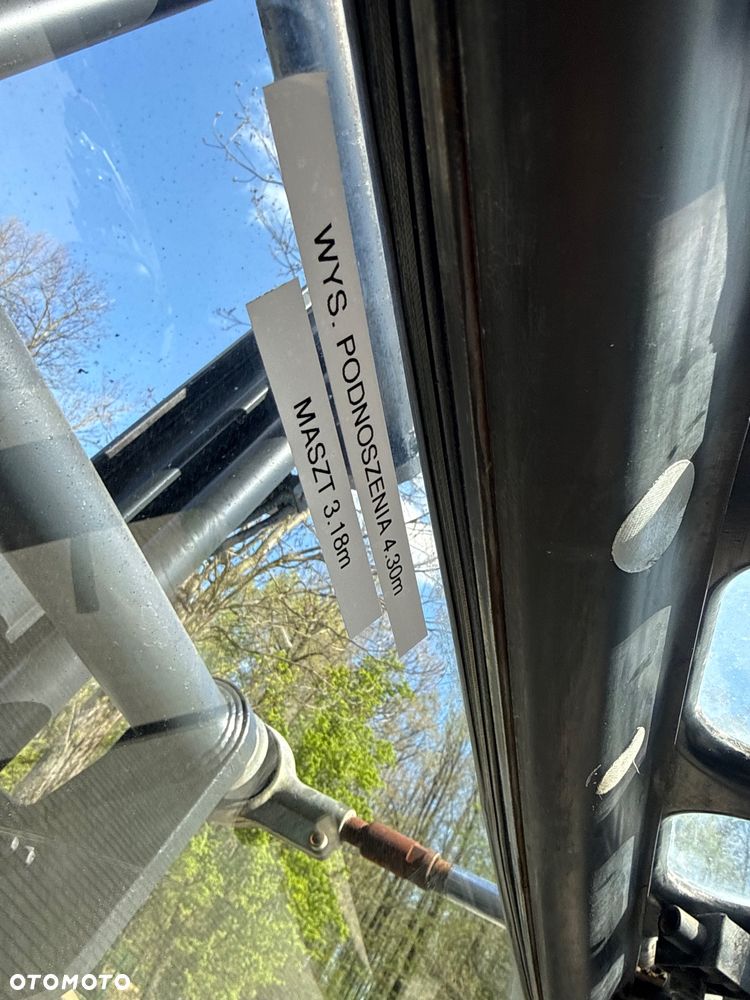 WYS. PODNOSZENIA 4.30m
MASZT 3.18m
OTOMOTO